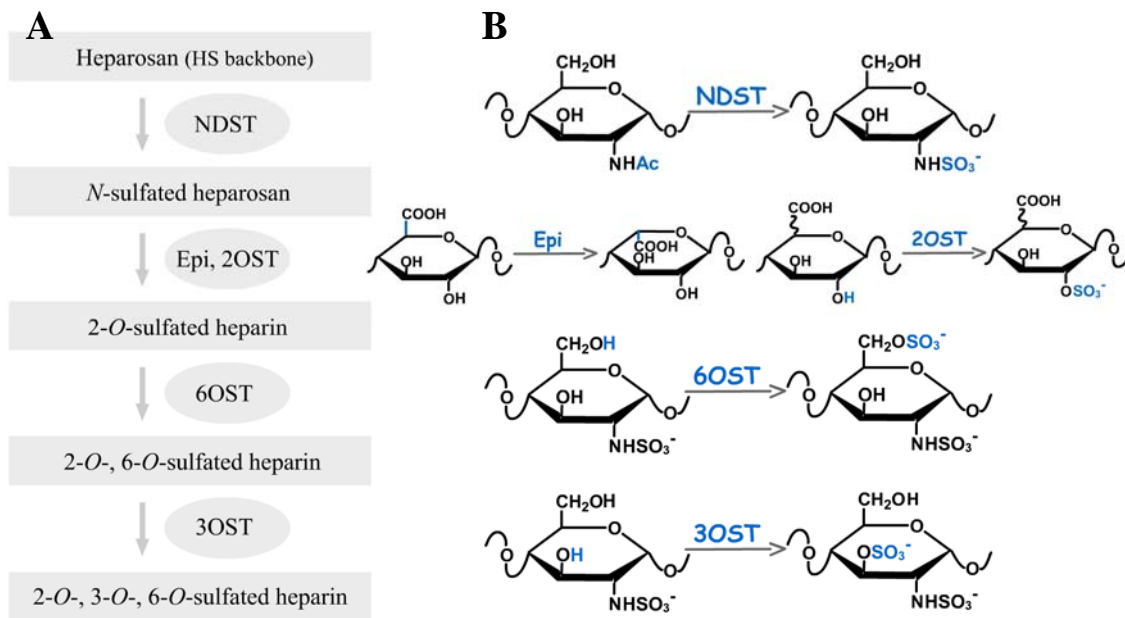 A
Heparosan (HS backbone)
NDST
N-sulfated heparosan
Epi, 2OST
2-O-sulfated heparin
6OST
2-O-, 6-O-sulfated heparin
3OST
2-O-, 3-O-, 6-O-sulfated heparin
B
CH₂OH
O
OH
O
O
NHAc
NDST
CH₂OH
O
OH
O
O
NHSO₃⁻
COOH
O
OH
O
OH
Epi
O
COOH
OH
O
OH
COOH
O
OH
O
OH
2OST
COOH
O
OH
O
OSO₃⁻
CH₂OH
O
OH
O
O
NHSO₃⁻
6OST
CH₂OSO₃⁻
O
OH
O
O
NHSO₃⁻
CH₂OH
O
OH
O
O
NHSO₃⁻
3OST
CH₂OH
O
OSO₃⁻
O
O
NHSO₃⁻